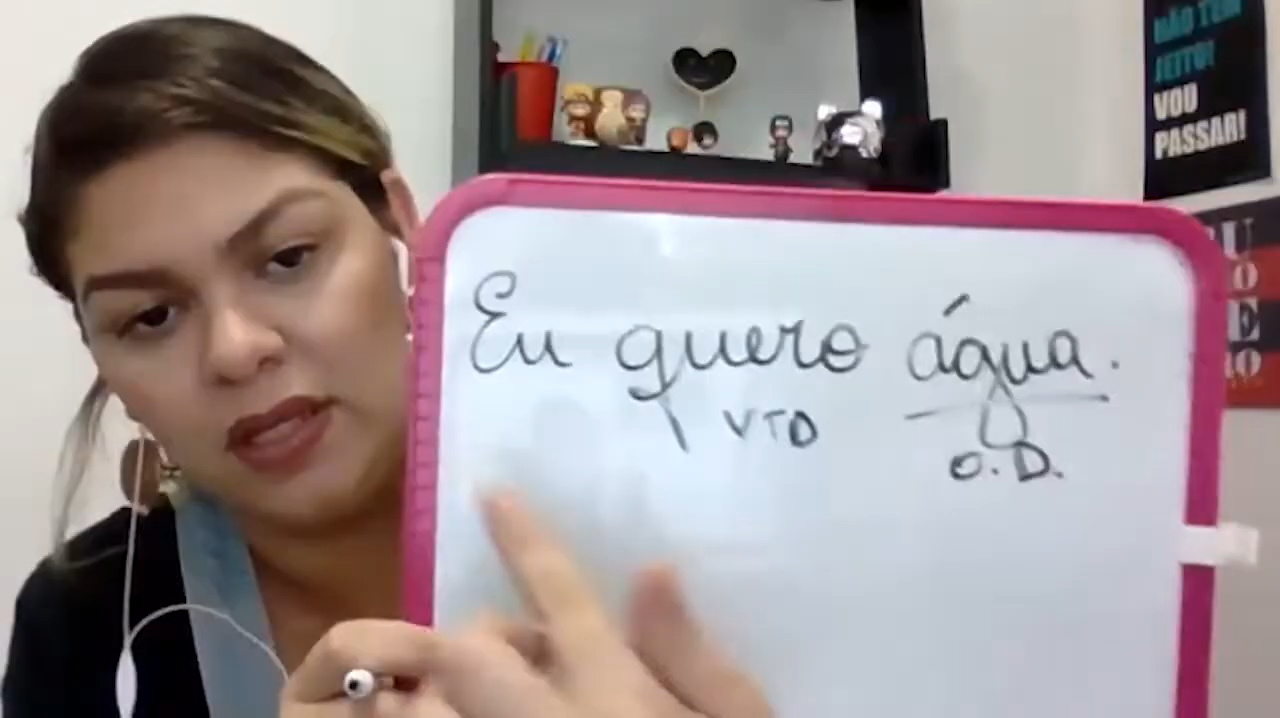 NÃO TEM
JEITO!
VOU
PASSAR!
Eu quero água.
VTD
O.D.